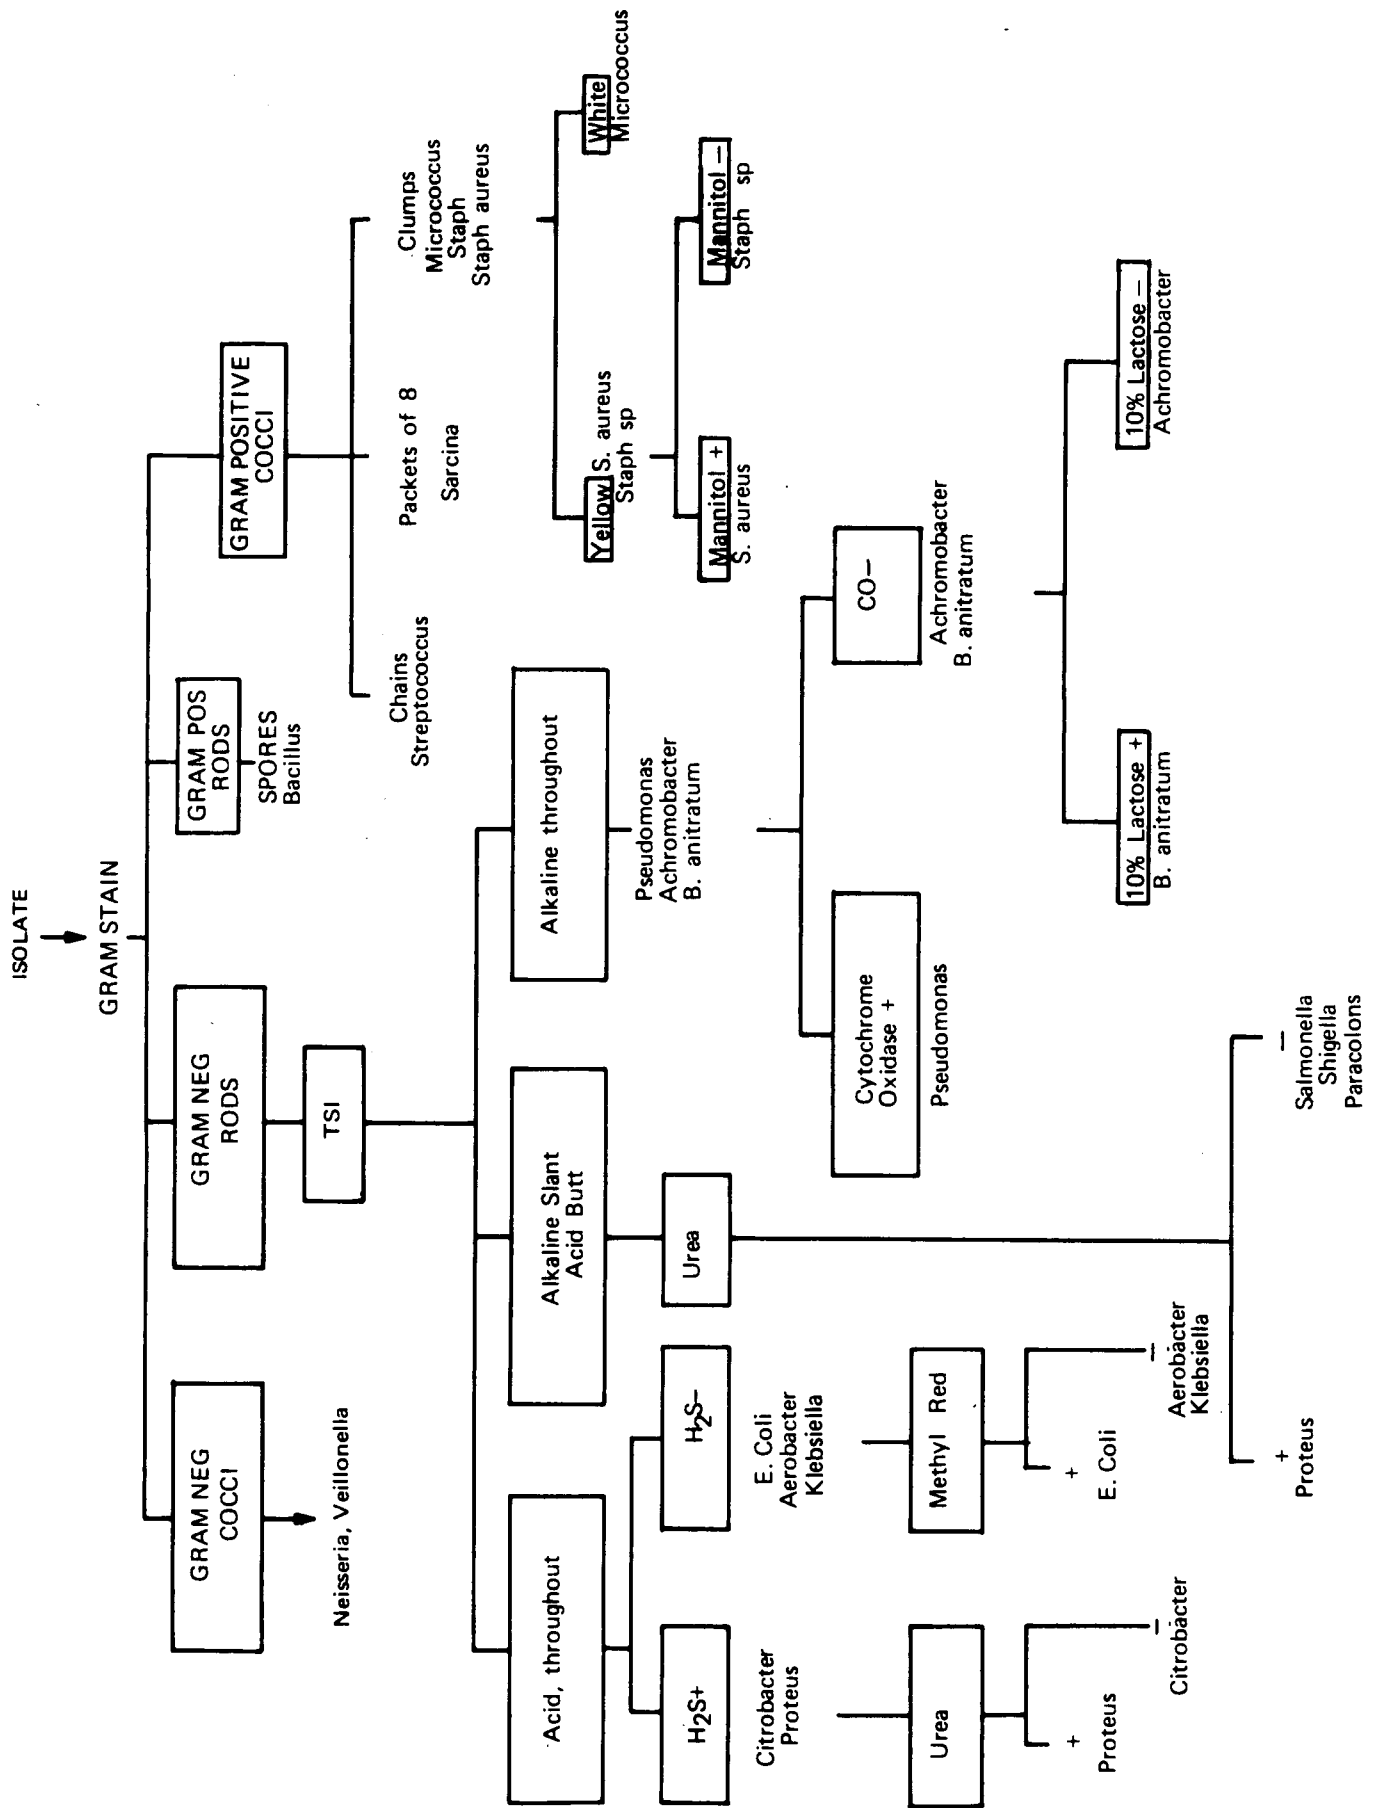 ISOLATE
GRAM STAIN
GRAM NEG
COCCI
Neisseria, Veillonella
GRAM NEG
RODS
TSI
GRAM POS
RODS
SPORES
Bacillus
GRAM POSITIVE
COCCI
Chains
Streptococcus
Packets of 8
Sarcina
Clumps
Micrococcus
Staph
Staph aureus
Yellow S. aureus
Staph sp
White
Micrococcus
Mannitol +
S. aureus
Mannitol –
Staph sp
Acid, throughout
Alkaline Slant
Acid Butt
Alkaline throughout
Pseudomonas
Achromobacter
B. anitratum
H2S+
Citrobacter
Proteus
H2S–
E. Coli
Aerobacter
Klebsiella
Urea
Cytochrome
Oxidase +
Pseudomonas
CO–
Achromobacter
B. anitratum
Urea
+
Proteus
–
Citrobacter
Methyl Red
+
E. Coli
–
Aerobacter
Klebsiella
10% Lactose +
B. anitratum
10% Lactose –
Achromobacter
+
Proteus
–
Salmonella
Shigella
Paracolons